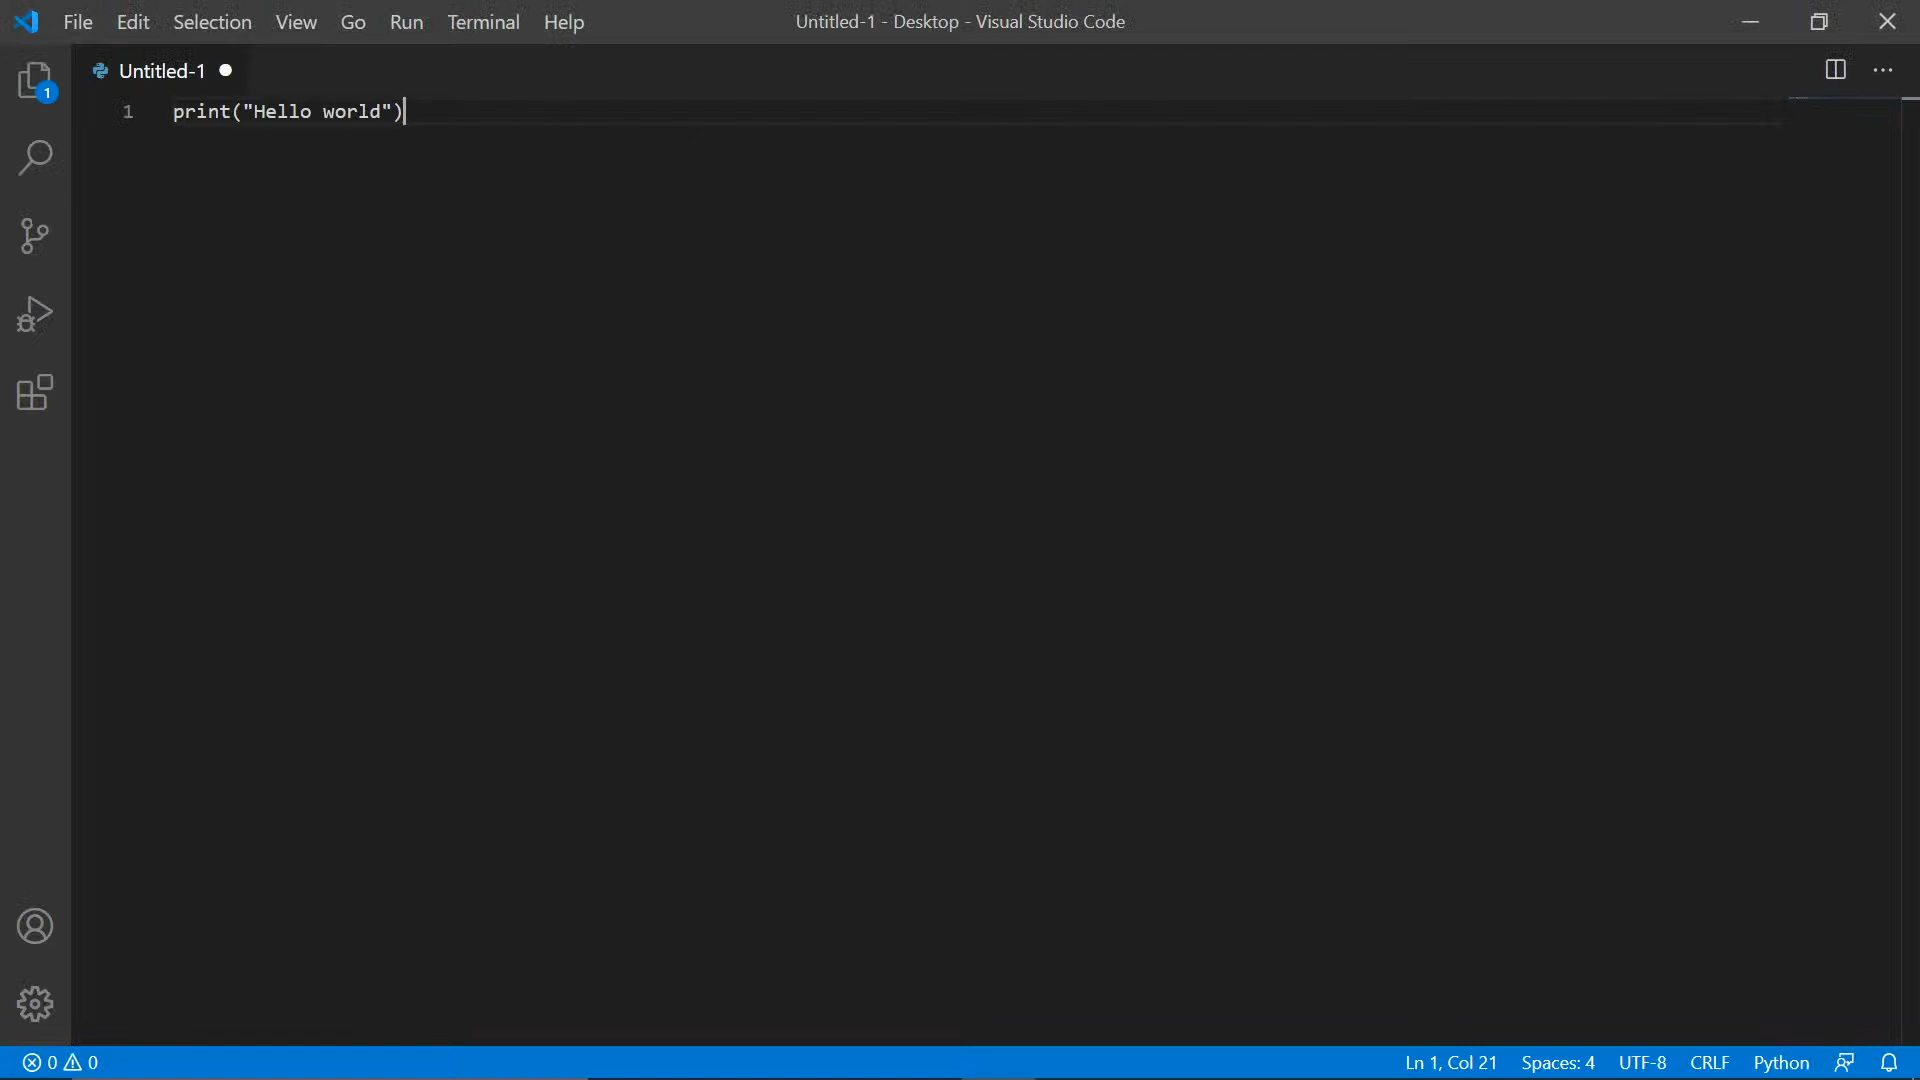 File Edit Selection View Go Run Terminal Help Untitled-1 - Desktop - Visual Studio Code
Untitled-1
1
1 print("Hello world")
0 0 Ln 1, Col 21 Spaces: 4 UTF-8 CRLF Python